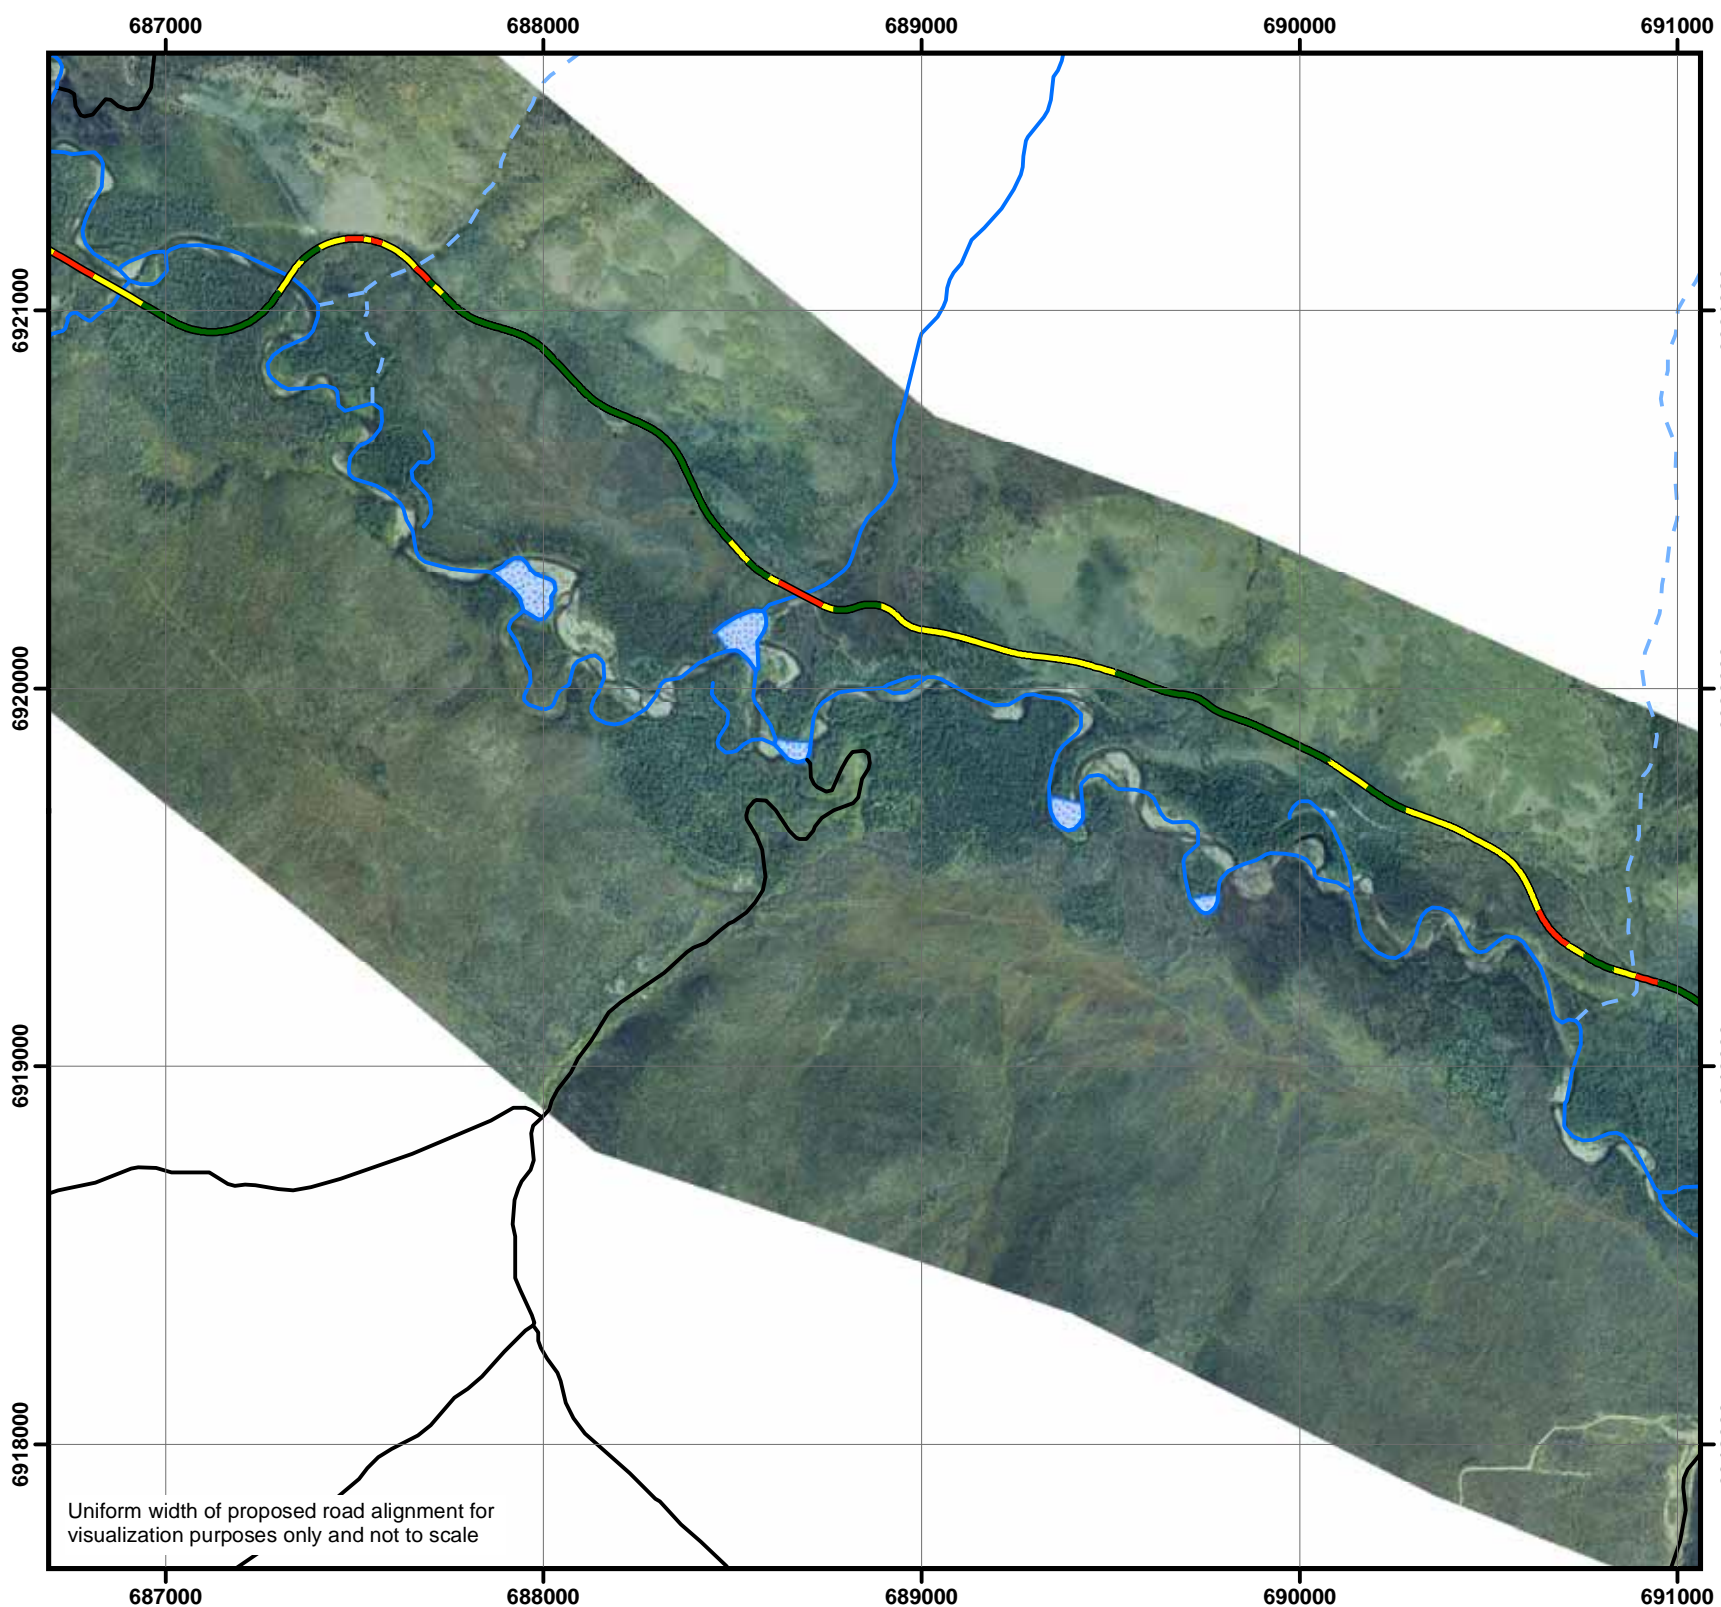 687000 688000 689000 690000 691000
6921000
6920000
6919000
6918000
Uniform width of proposed road alignment for
visualization purposes only and not to scale
687000 688000 689000 690000 691000